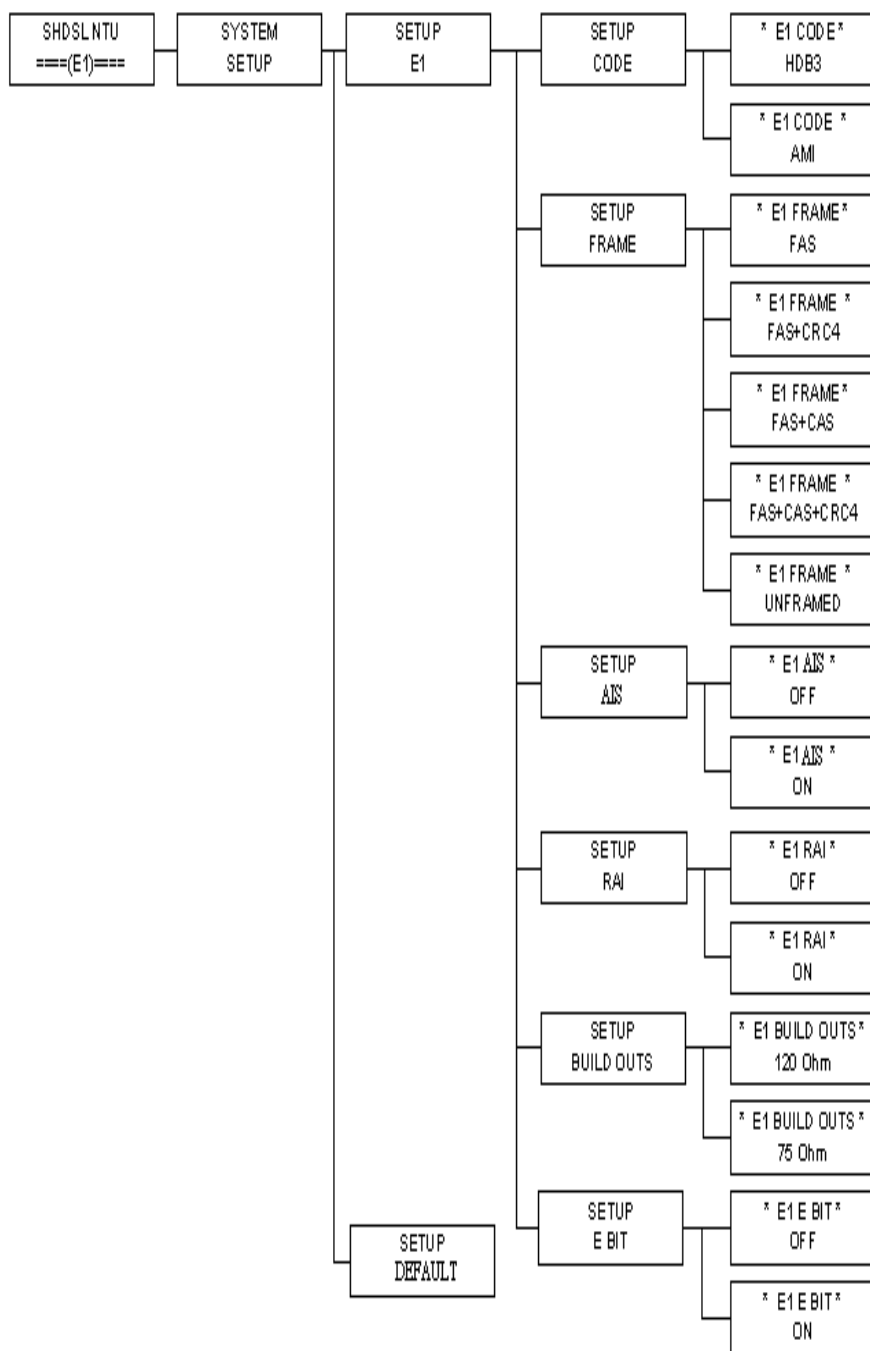 SHDSL NTU
====(E1)====
SYSTEM
SETUP
SETUP
E1
SETUP
CODE
* E1 CODE *
HDB3
* E1 CODE *
AMI
SETUP
FRAME
* E1 FRAME *
FAS
* E1 FRAME *
FAS+CRC4
* E1 FRAME *
FAS+CAS
* E1 FRAME *
FAS+CAS+CRC4
* E1 FRAME *
UNFRAMED
SETUP
AIS
* E1 AIS *
OFF
* E1 AIS *
ON
SETUP
RAI
* E1 RAI *
OFF
* E1 RAI *
ON
SETUP
BUILD OUTS
* E1 BUILD OUTS *
120 Ohm
* E1 BUILD OUTS *
75 Ohm
SETUP
E BIT
* E1 E BIT *
OFF
* E1 E BIT *
ON
SETUP
DEFAULT